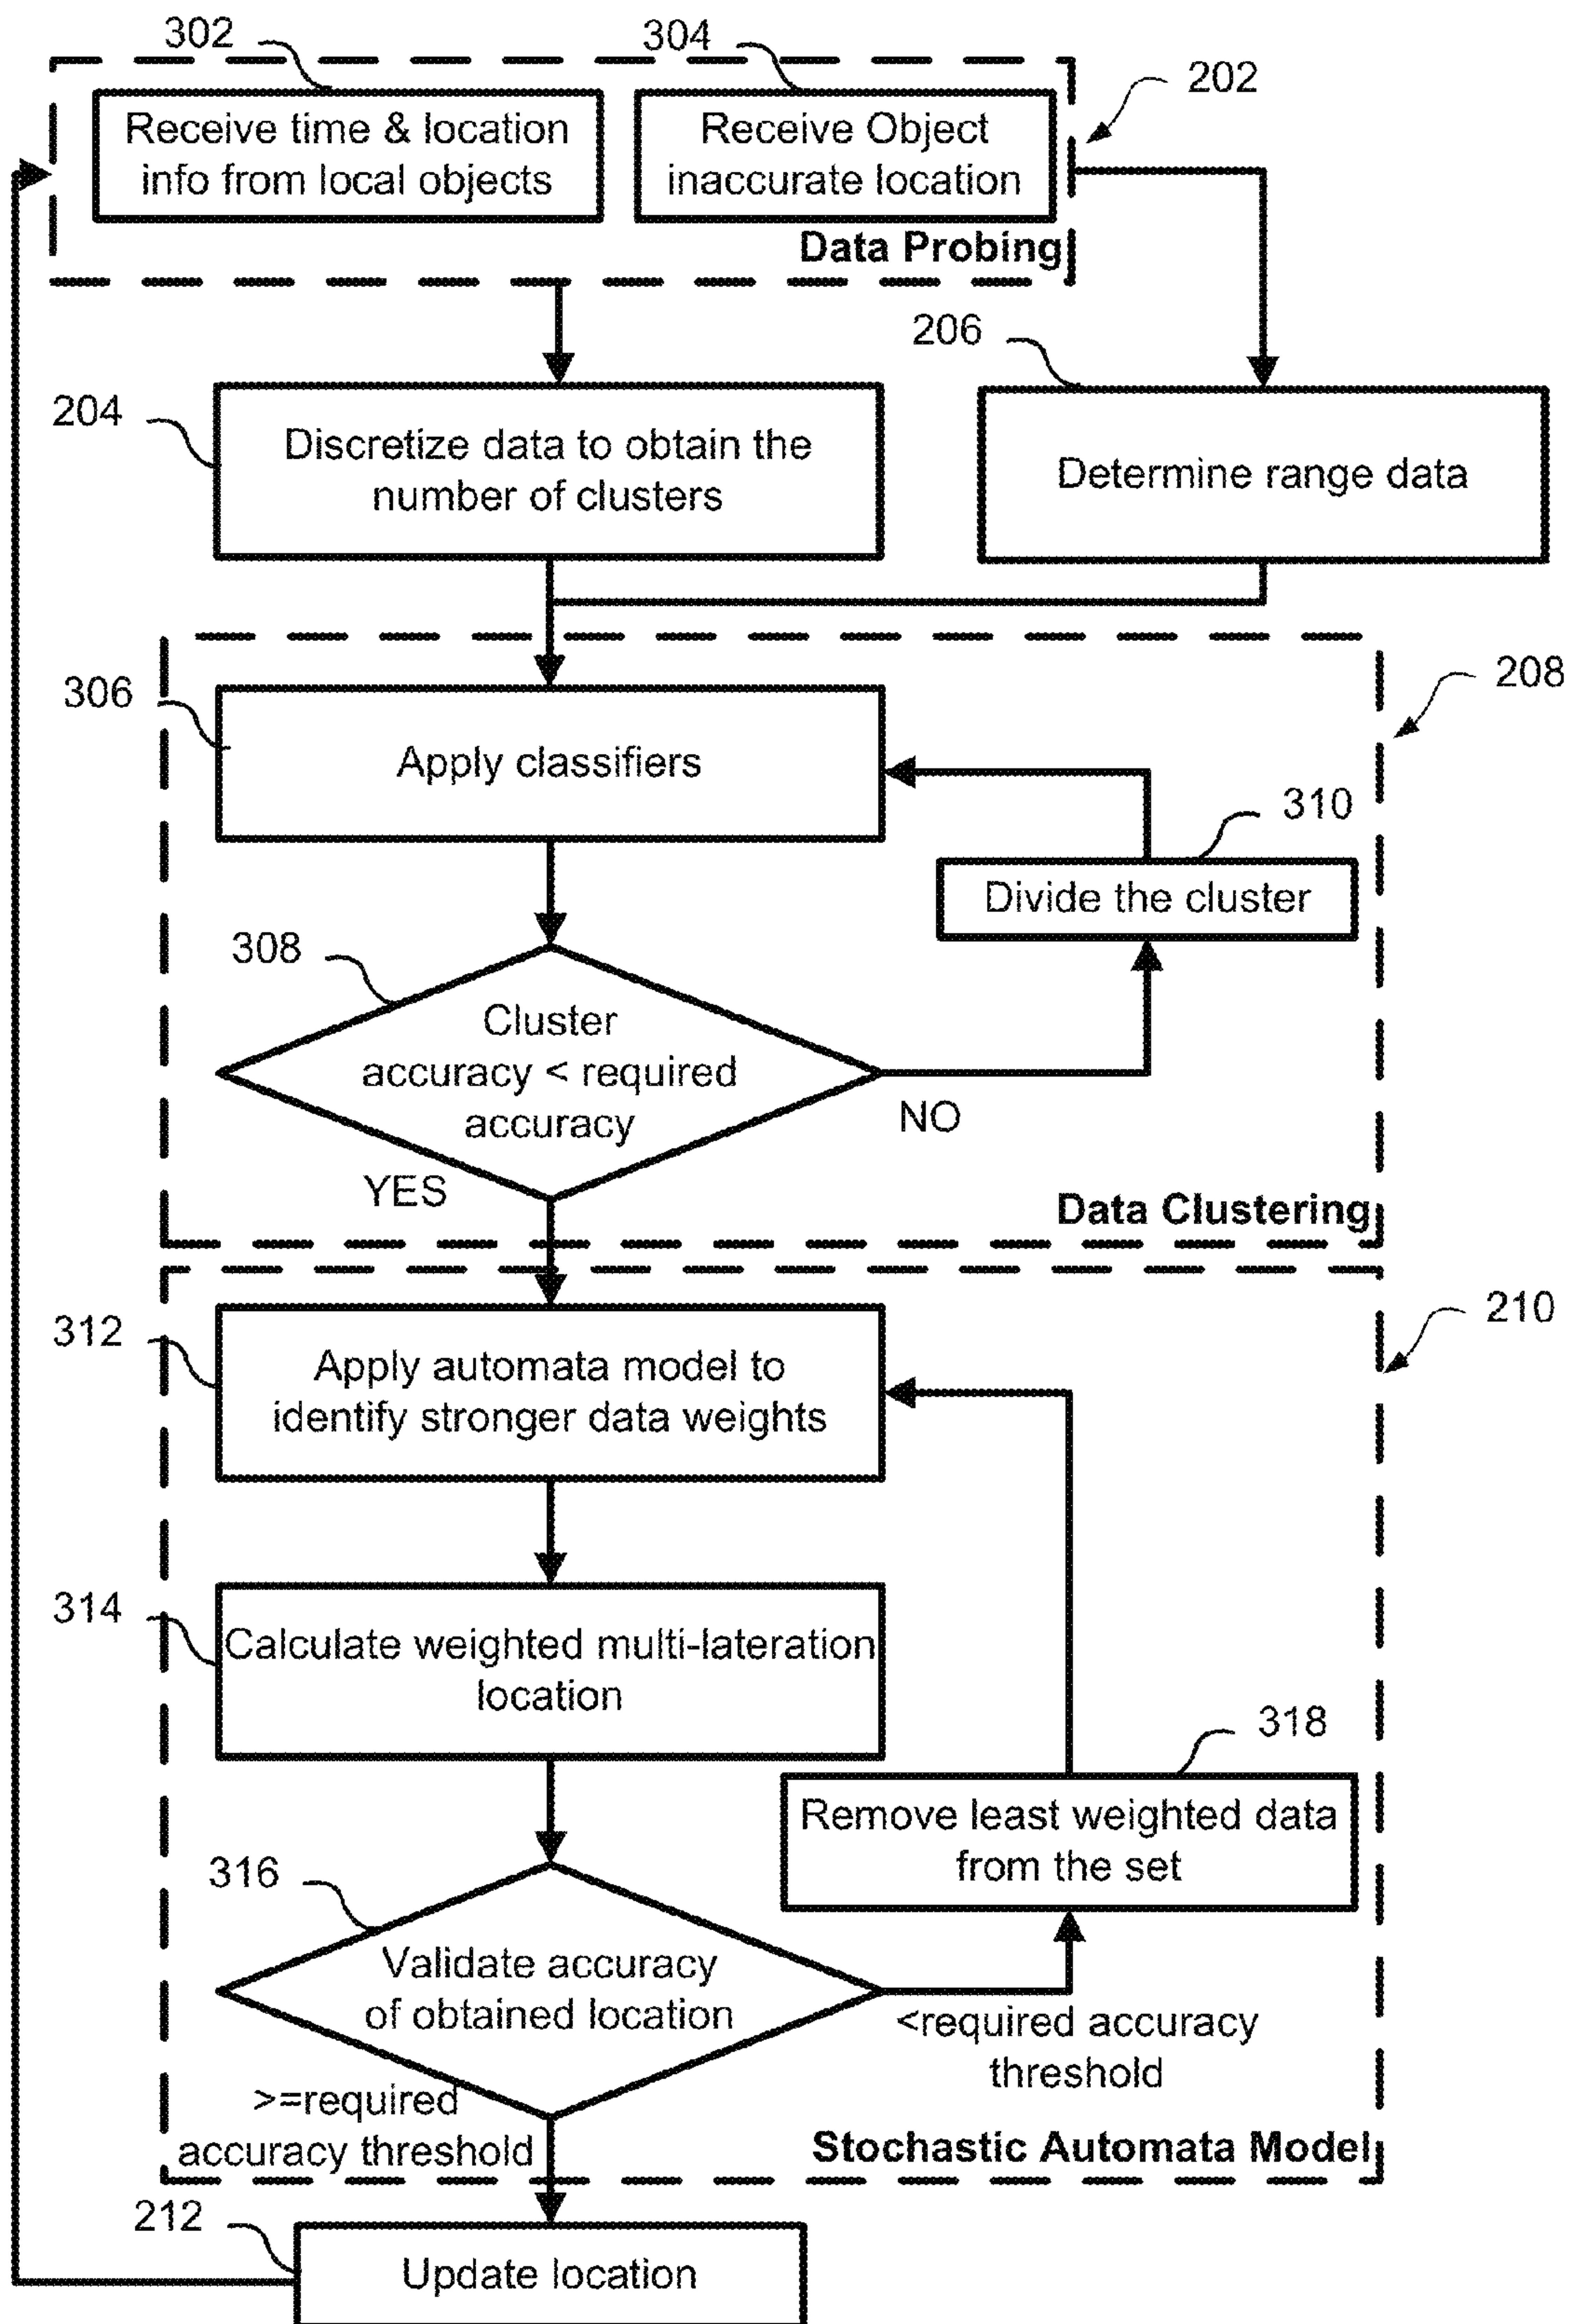 302
304
202
Receive time & location
info from local objects
Receive Object
inaccurate location
Data Probing
206
204
Discretize data to obtain the
number of clusters
Determine range data
208
306
Apply classifiers
310
Divide the cluster
308
Cluster
accuracy < required
accuracy
NO
YES
Data Clustering
210
312
Apply automata model to
identify stronger data weights
314
Calculate weighted multi-lateration
location
318
Remove least weighted data
from the set
316
Validate accuracy
of obtained location
<required accuracy
threshold
>=required
accuracy threshold
Stochastic Automata Model
212
Update location